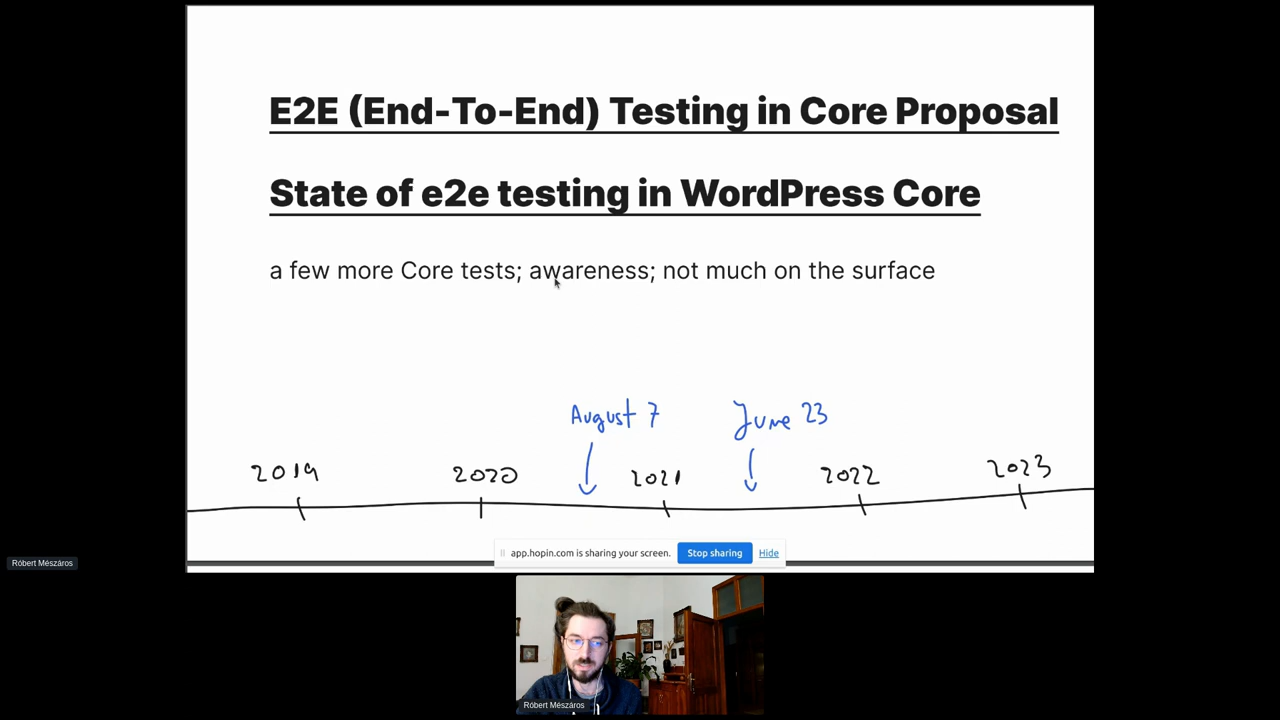 E2E (End-To-End) Testing in Core Proposal
State of e2e testing in WordPress Core
a few more Core tests; awareness; not much on the surface
August 7
June 23
2019
2020
2021
2022
2023
app.hopin.com is sharing your screen.
Stop sharing
Hide
Róbert Mészáros
Róbert Mészáros